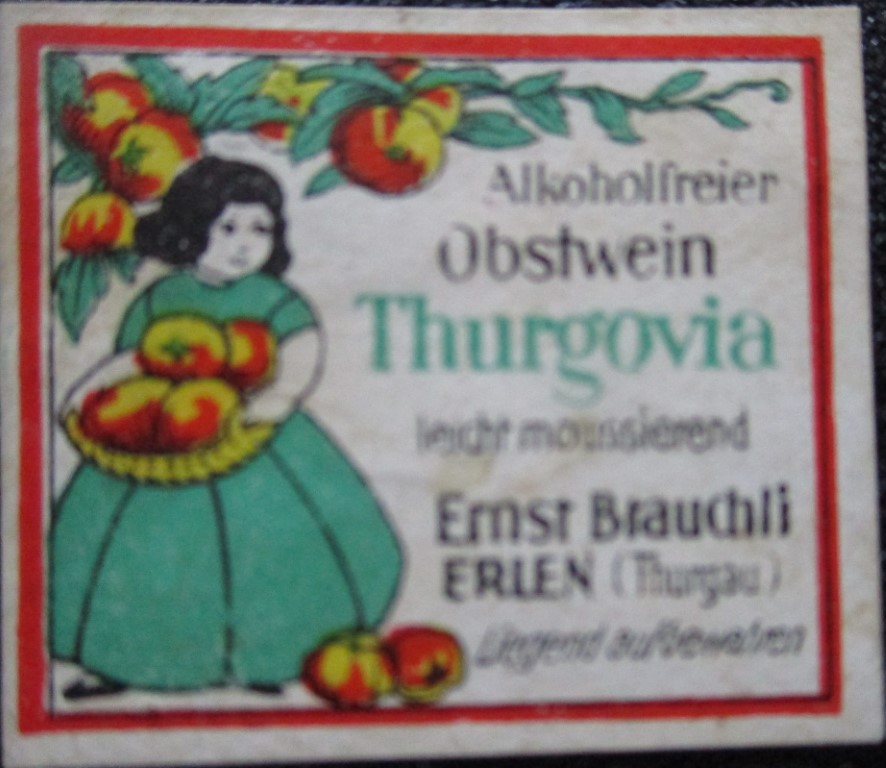 Alkoholfreier
Obstwein
Thurgovia
leicht moussierend
Ernst Brauchli
ERLEN (Thurgau)
Liegend aufbewahren